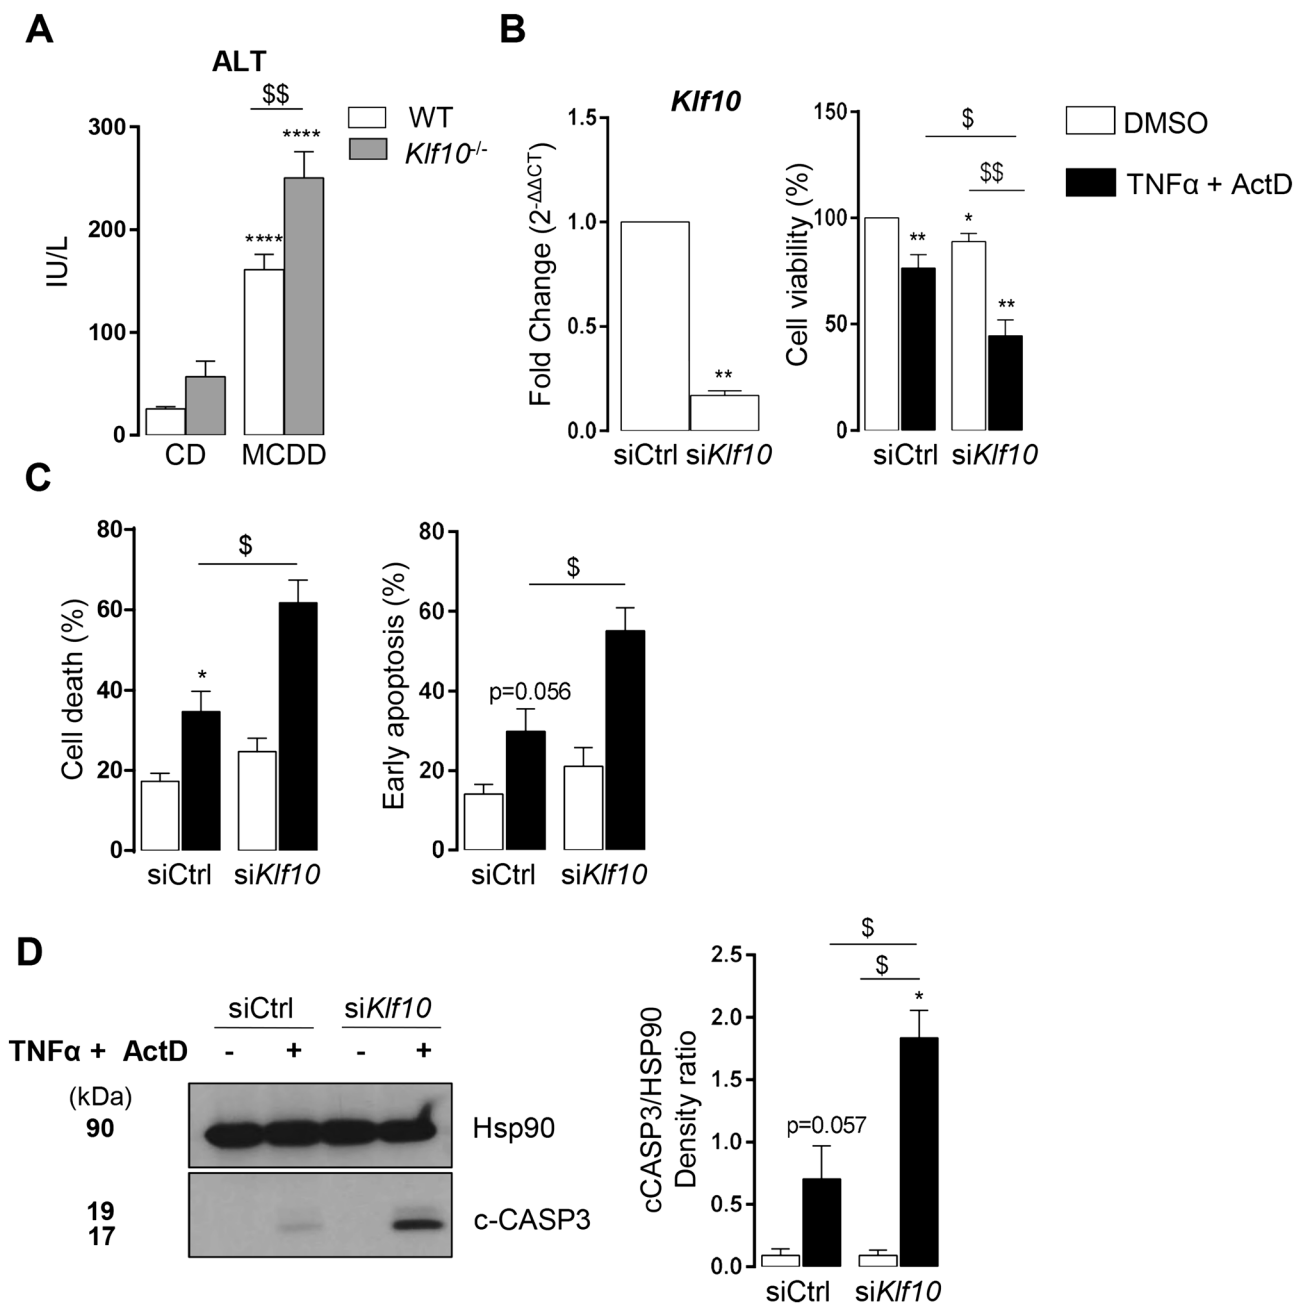 A
ALT
$$
****
****
300
200
100
0
IU/L
CD MCDD
WT
Klf10-/-
B
Klf10
1.5
1.0
0.5
0.0
Fold Change (2-ΔΔCT)
**
siCtrl siKlf10
150
100
50
0
Cell viability (%)
$
$$
**
*
**
siCtrl siKlf10
DMSO
TNFα + ActD
C
80
60
40
20
0
Cell death (%)
$
*
siCtrl siKlf10
80
60
40
20
0
Early apoptosis (%)
$
p=0.056
siCtrl siKlf10
D
siCtrl siKlf10
TNFα + ActD - + - +
(kDa)
90
Hsp90
19
17
c-CASP3
2.5
2.0
1.5
1.0
0.5
0.0
cCASP3/HSP90
Density ratio
$
$
*
p=0.057
siCtrl siKlf10